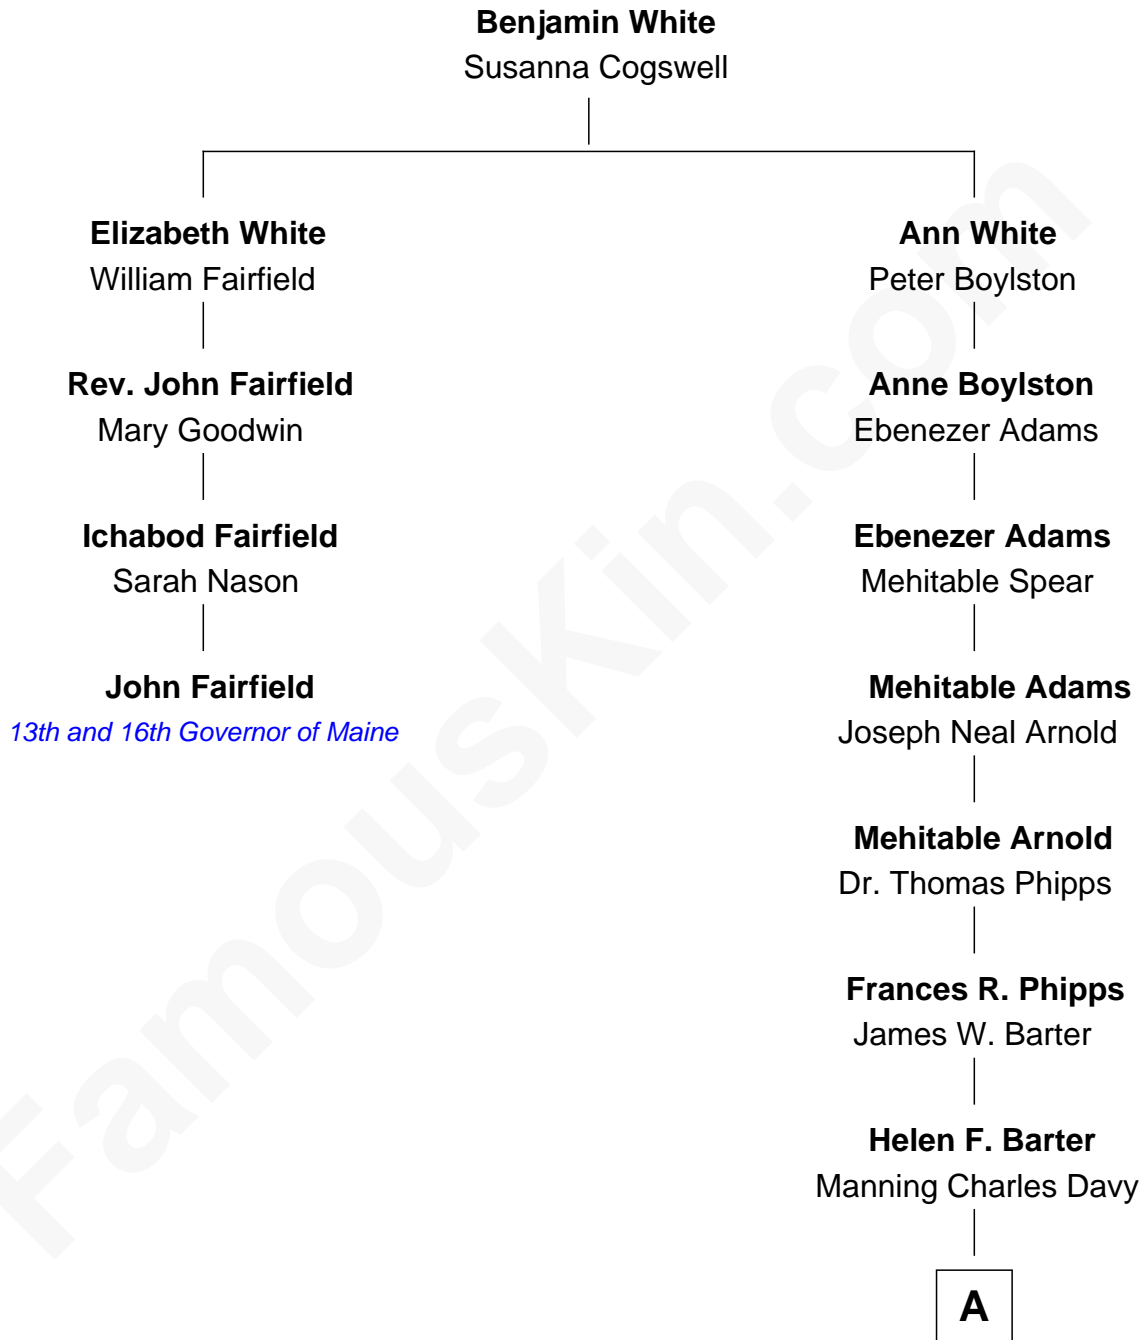 Benjamin White
Susanna Cogswell
Elizabeth White
William Fairfield
Ann White
Peter Boylston
Rev. John Fairfield
Mary Goodwin
Anne Boylston
Ebenezer Adams
Ichabod Fairfield
Sarah Nason
Ebenezer Adams
Mehitable Spear
John Fairfield
13th and 16th Governor of Maine
Mehitable Adams
Joseph Neal Arnold
Mehitable Arnold
Dr. Thomas Phipps
Frances R. Phipps
James W. Barter
Helen F. Barter
Manning Charles Davy
A
FamousKin.com